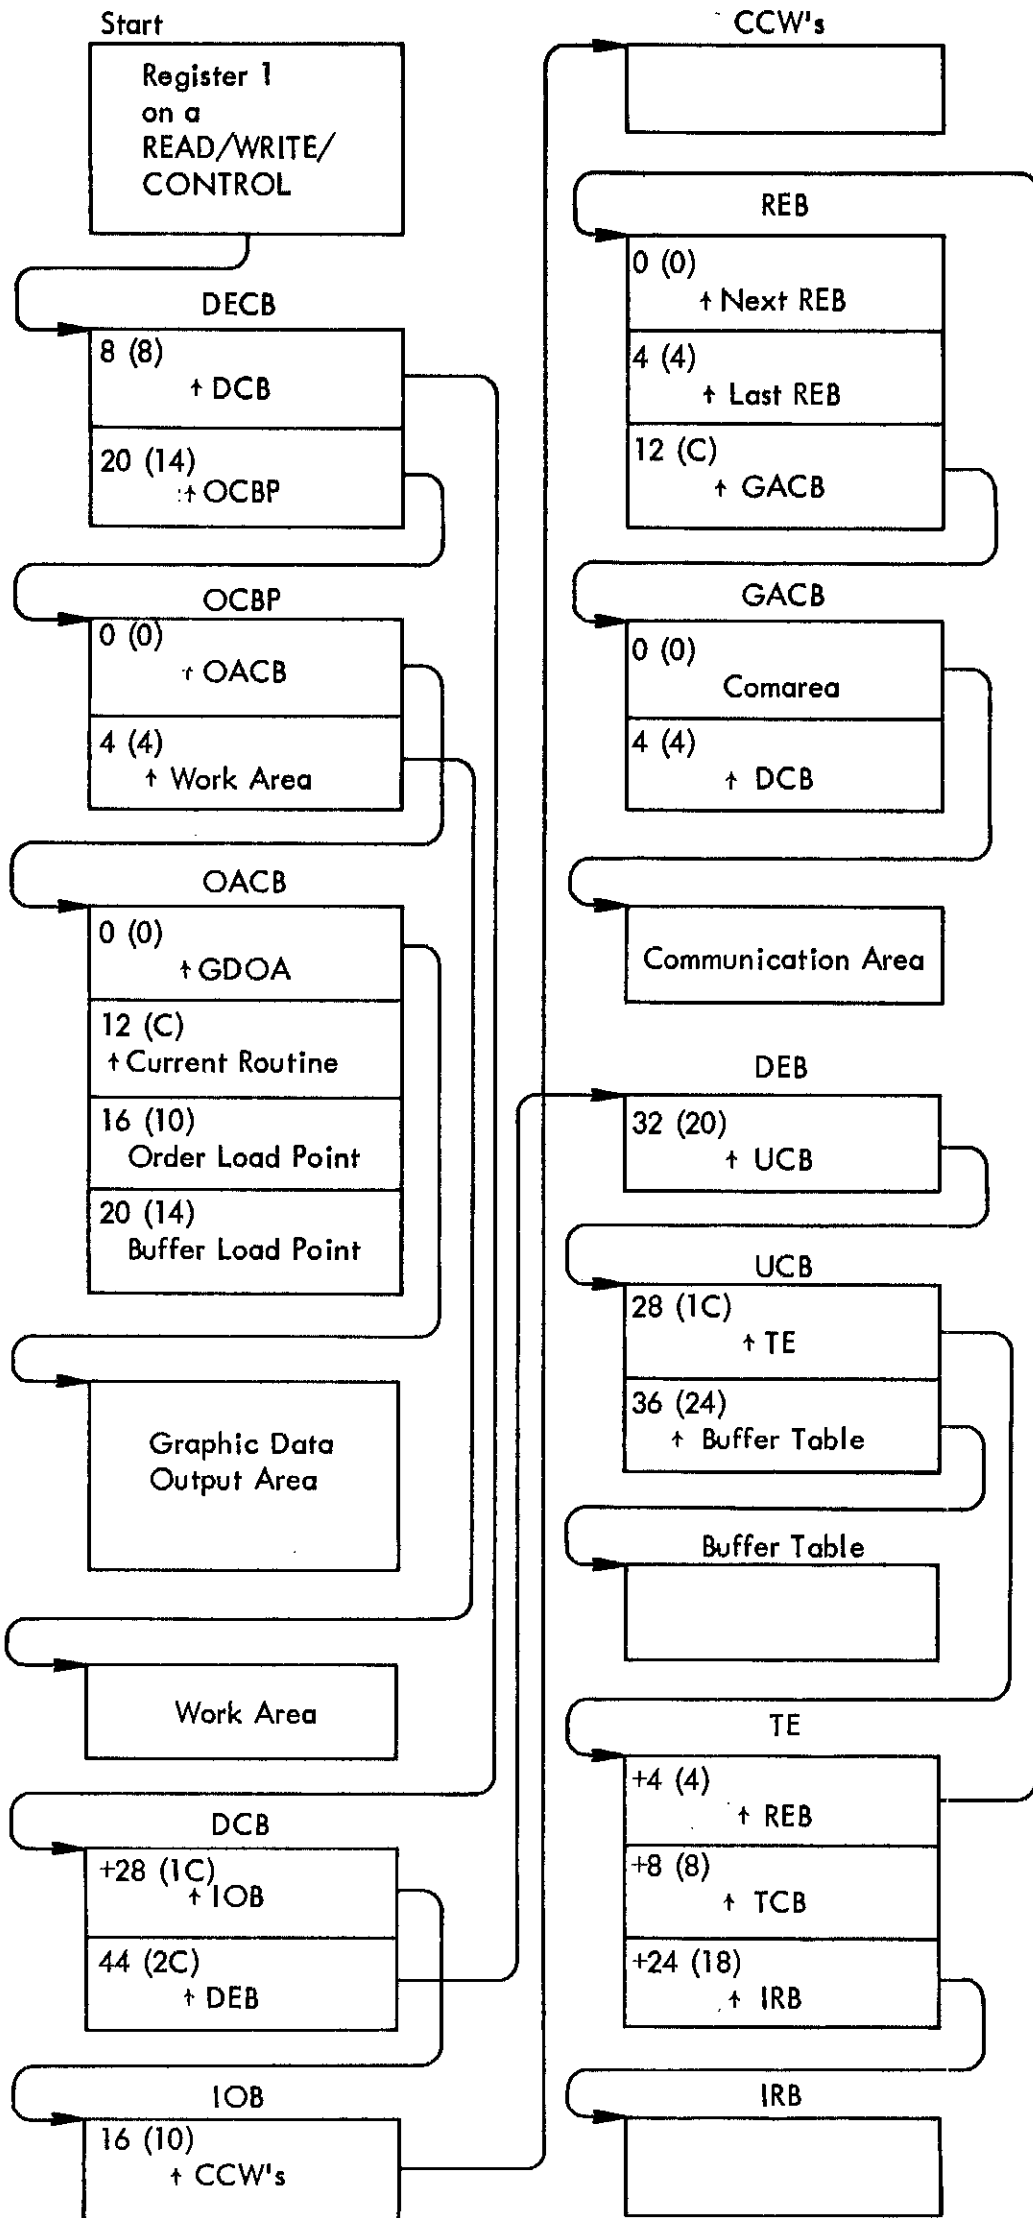 Start
Register 1
on a
READ/WRITE/
CONTROL
DECB
8 (8)
↑ DCB
20 (14)
↑ OCBP
OCBP
0 (0)
↑ OACB
4 (4)
↑ Work Area
OACB
0 (0)
↑ GDOA
12 (C)
↑ Current Routine
16 (10)
Order Load Point
20 (14)
Buffer Load Point
Graphic Data
Output Area
Work Area
DCB
+28 (1C)
↑ IOB
44 (2C)
↑ DEB
IOB
16 (10)
↑ CCW's
CCW's
REB
0 (0)
↑ Next REB
4 (4)
↑ Last REB
12 (C)
↑ GACB
GACB
0 (0)
Comarea
4 (4)
↑ DCB
Communication Area
DEB
32 (20)
↑ UCB
UCB
28 (1C)
↑ TE
36 (24)
↑ Buffer Table
Buffer Table
TE
+4 (4)
↑ REB
+8 (8)
↑ TCB
+24 (18)
↑ IRB
IRB